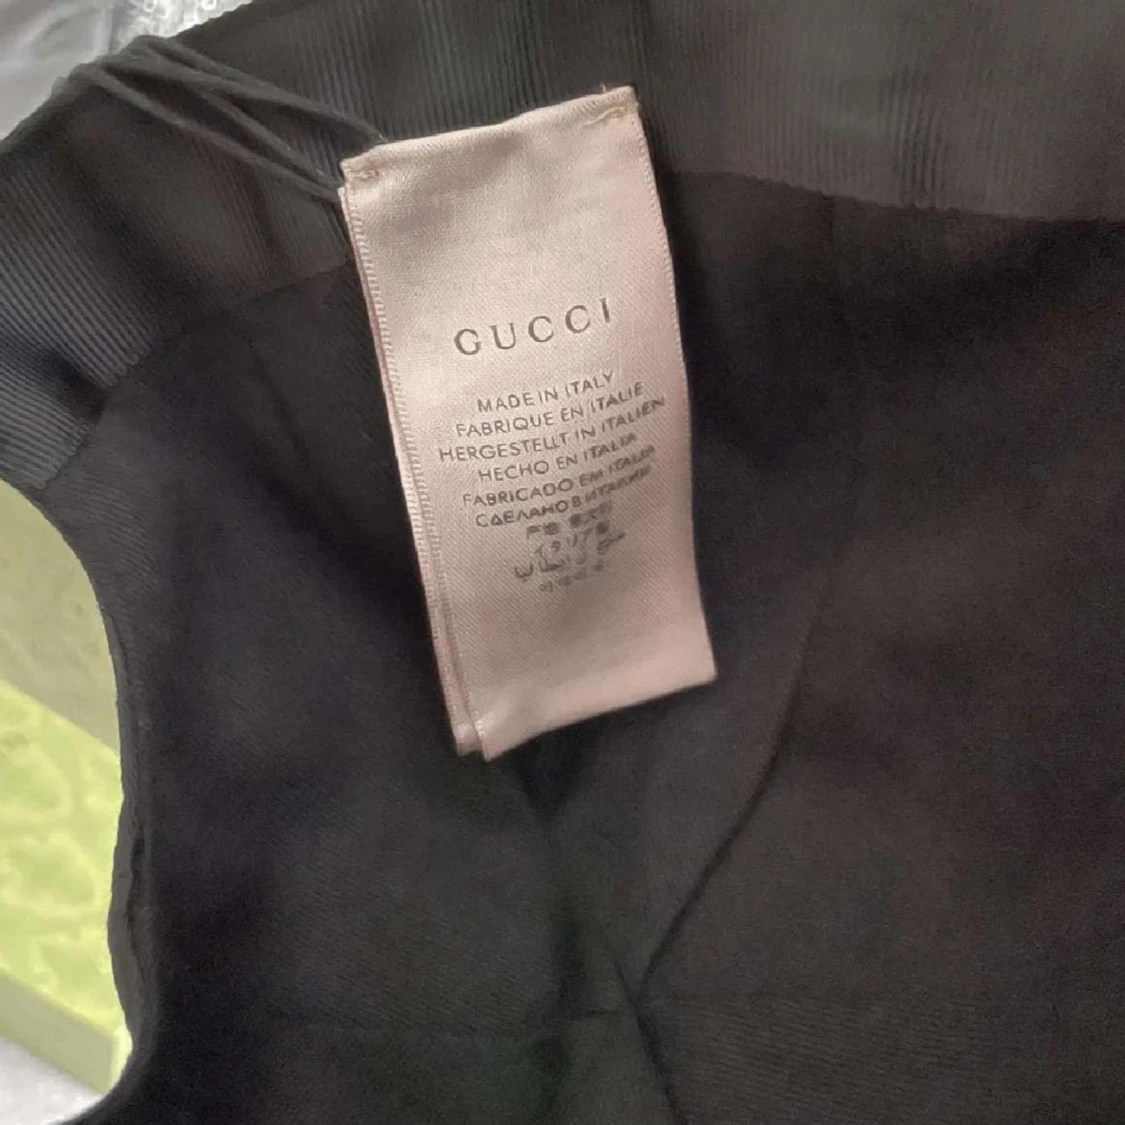 GUCCI
MADE IN ITALY
FABRIQUE EN ITALIE
HERGESTELLT IN ITALIEN
HECHO EN ITALIA
FABRICADO EM ITALIA
СДЕЛАНО В ИТАЛИИ